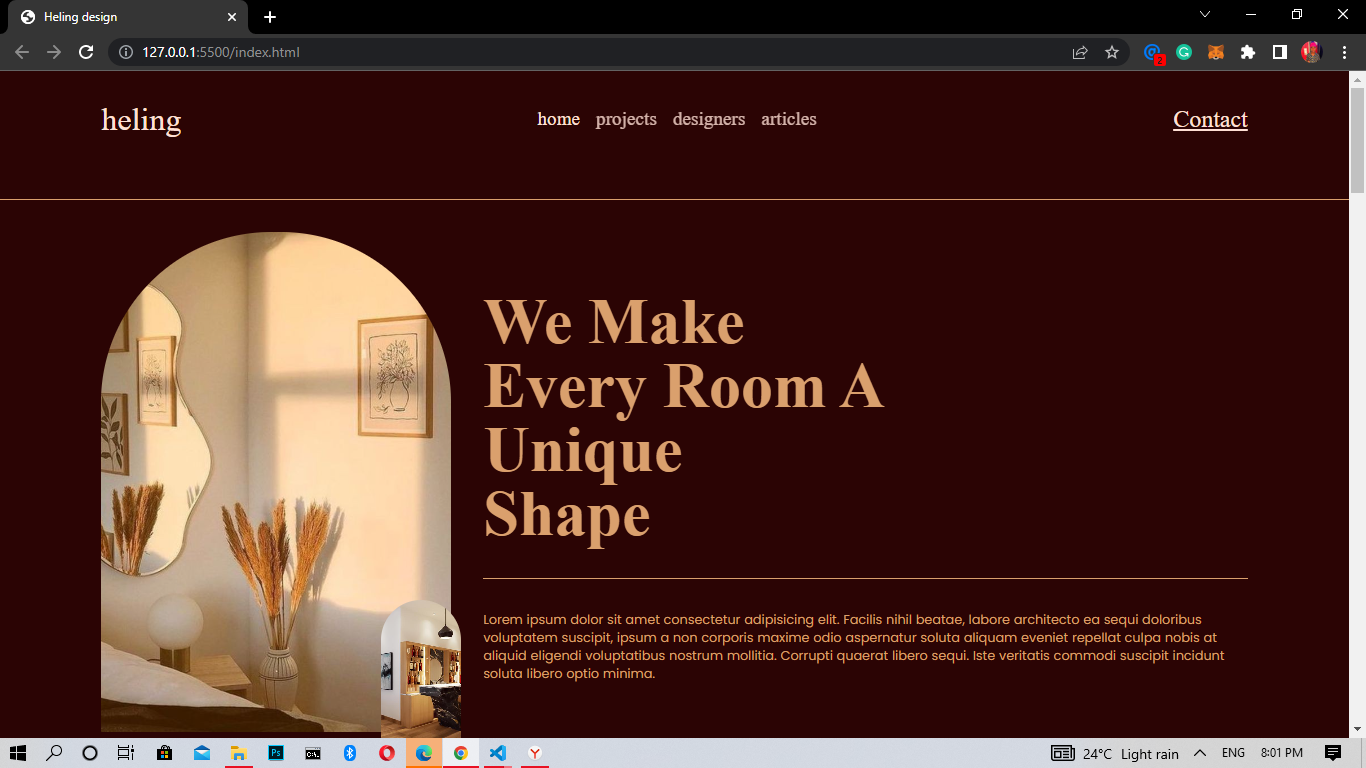 Heling design
127.0.0.1:5500/index.html
2
heling
home projects designers articles
Contact
We Make
Every Room A
Unique
Shape
Lorem ipsum dolor sit amet consectetur adipisicing elit. Facilis nihil beatae, labore architecto ea sequi doloribus
voluptatem suscipit, ipsum a non corporis maxime odio aspernatur soluta aliquam eveniet repellat culpa nobis at
aliquid eligendi voluptatibus nostrum mollitia. Corrupti quaerat libero sequi. Iste veritatis commodi suscipit incidunt
soluta libero optio minima.
Ps
C:\
24°C Light rain
ENG
8:01 PM